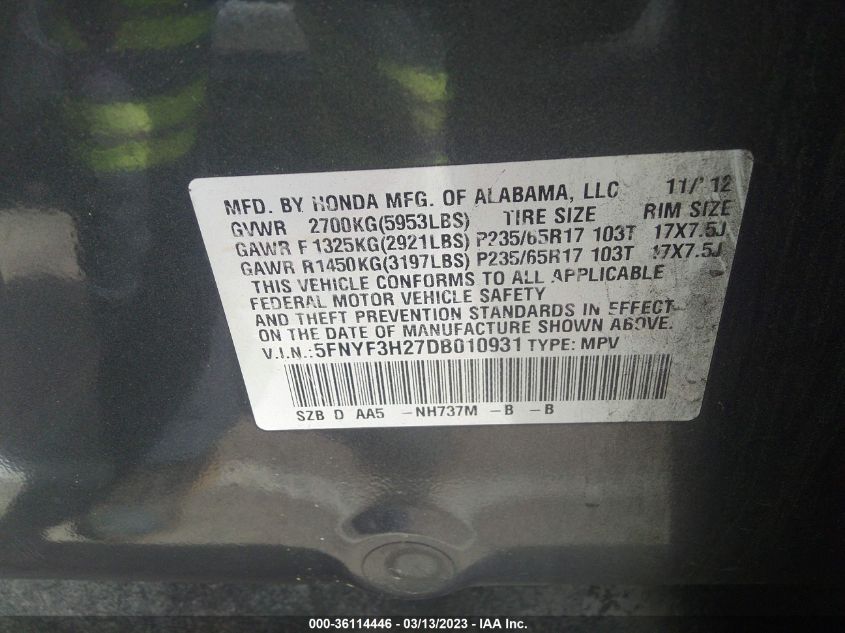 MFD. BY HONDA MFG. OF ALABAMA, LLC 11/12
GVWR 2700KG(5953LBS) TIRE SIZE RIM SIZE
GAWR F 1325KG(2921LBS) P235/65R17 103T 17X7.5J
GAWR R 1450KG(3197LBS) P235/65R17 103T 17X7.5J
THIS VEHICLE CONFORMS TO ALL APPLICABLE
FEDERAL MOTOR VEHICLE SAFETY
AND THEFT PREVENTION STANDARDS IN EFFECT
ON THE DATE OF MANUFACTURE SHOWN ABOVE.
V.I.N.:5FNYF3H27DB010931 TYPE: MPV
SZB D AA5 -NH737M -B -B
000-36114446 - 03/13/2023 - IAA Inc.